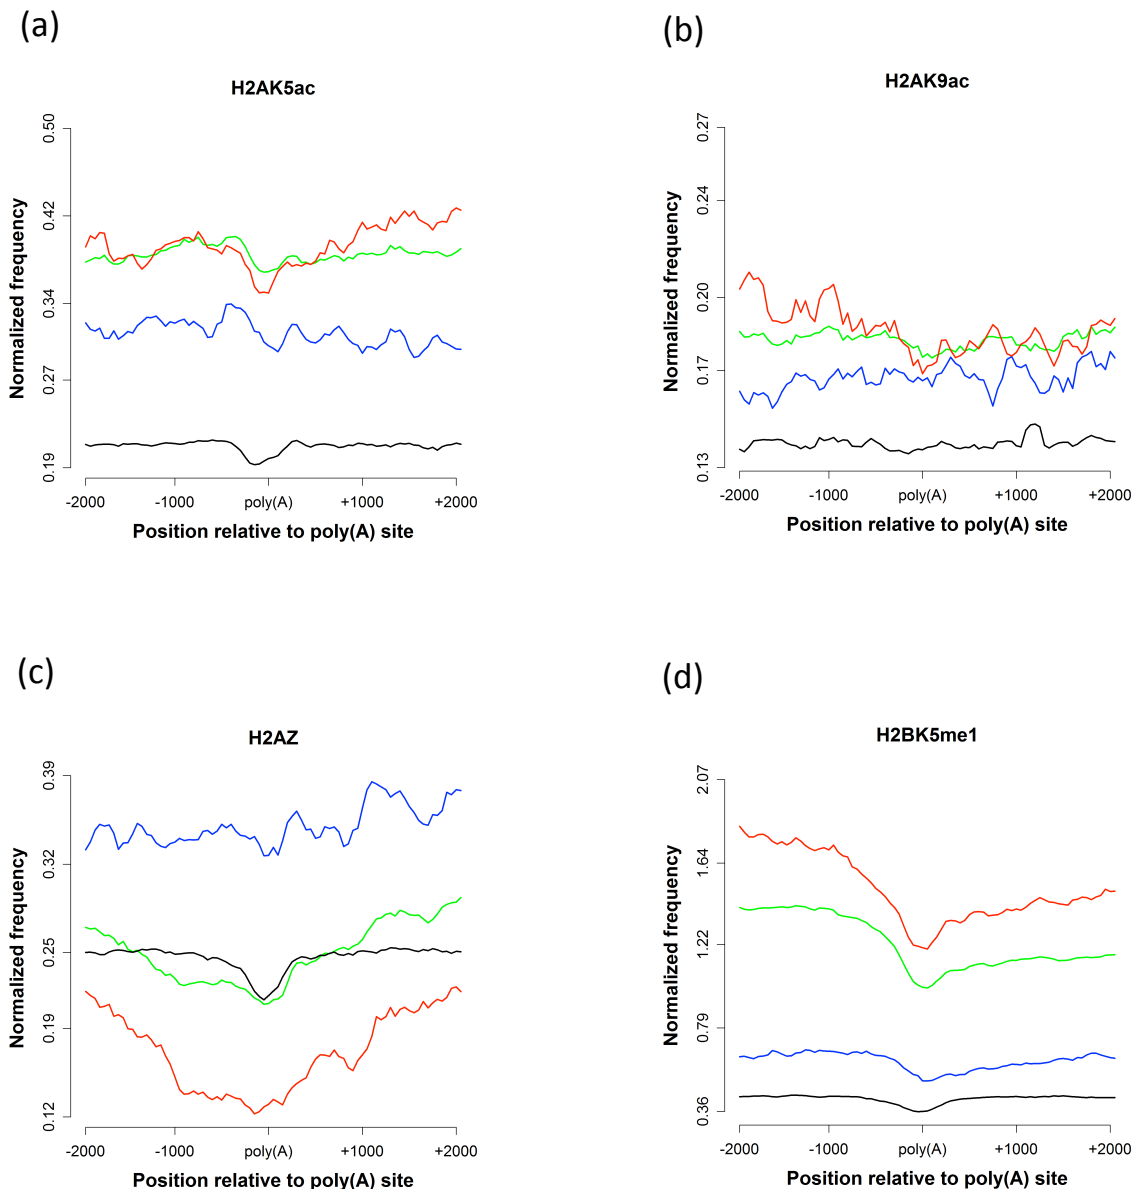 (a)
H2AK5ac
Normalized frequency
0.50
0.42
0.34
0.27
0.19
-2000 -1000 poly(A) +1000 +2000
Position relative to poly(A) site
(b)
H2AK9ac
Normalized frequency
0.27
0.24
0.20
0.17
0.13
-2000 -1000 poly(A) +1000 +2000
Position relative to poly(A) site
(c)
H2AZ
Normalized frequency
0.39
0.32
0.25
0.19
0.12
-2000 -1000 poly(A) +1000 +2000
Position relative to poly(A) site
(d)
H2BK5me1
Normalized frequency
2.07
1.64
1.22
0.79
0.36
-2000 -1000 poly(A) +1000 +2000
Position relative to poly(A) site